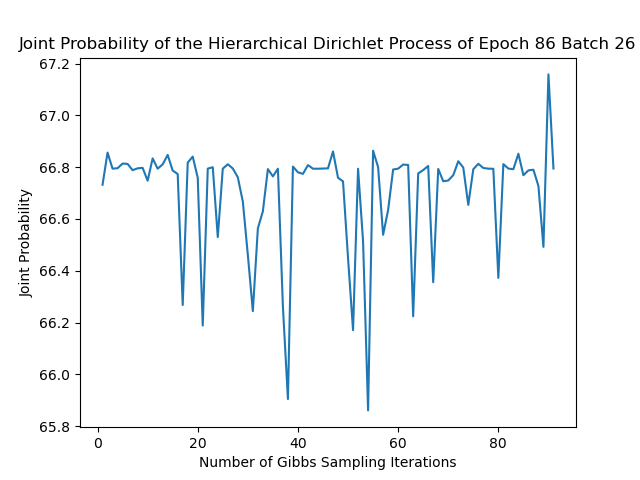 Joint Probability of the Hierarchical Dirichlet Process of Epoch 86 Batch 26
67.2
67.0
66.8
66.6
66.4
66.2
66.0
65.8
Joint Probability
0 20 40 60 80
Number of Gibbs Sampling Iterations